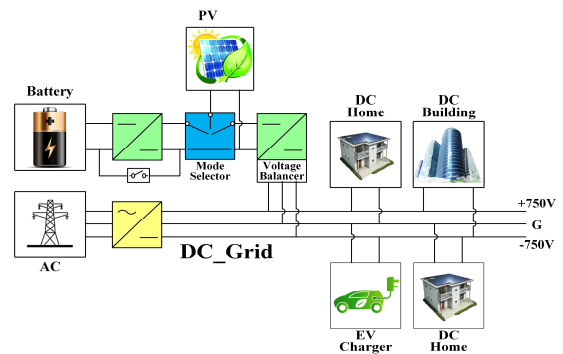 PV
Battery
DC
Home
DC
Building
Mode
Selector
Voltage
Balancer
+750V
G
-750V
DC_Grid
AC
EV
Charger
DC
Home